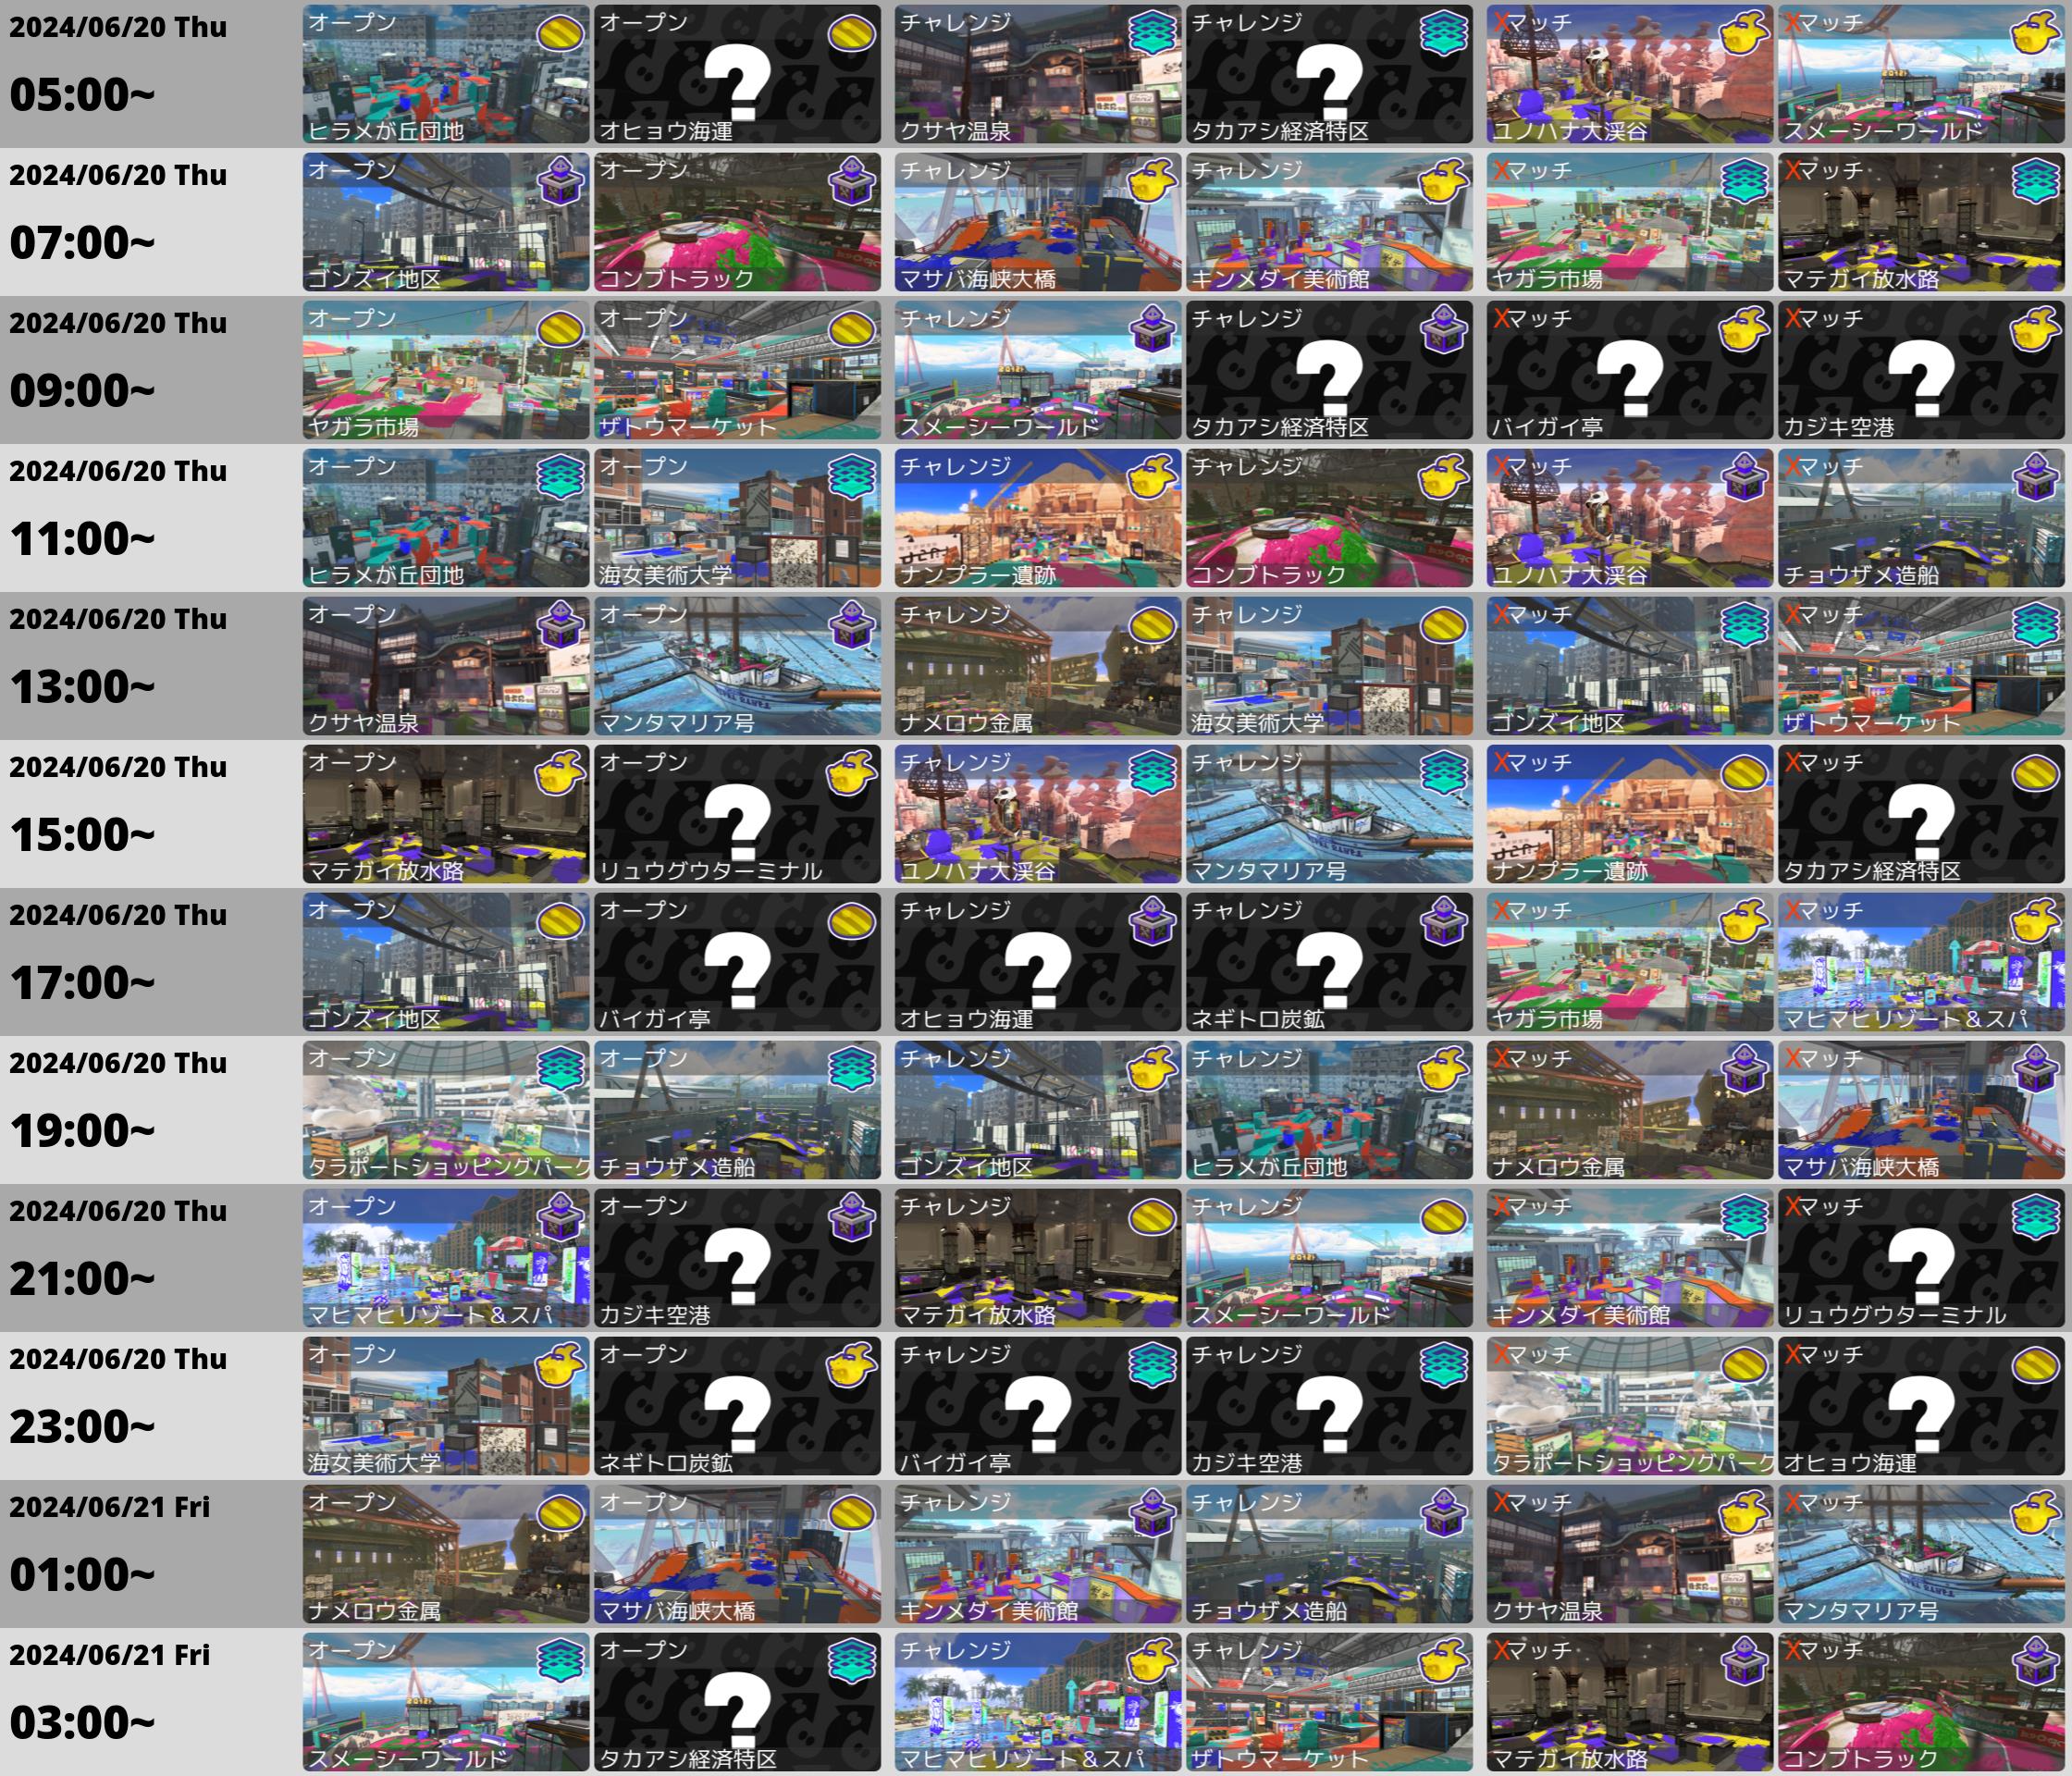 2024/06/20 Thu
05:00~
オープン オープン チャレンジ チャレンジ Xマッチ Xマッチ
ヒラメが丘団地 オヒョウ海運 クサヤ温泉 タカアシ経済特区 ユノハナ大渓谷 スメーシーワールド
2024/06/20 Thu
07:00~
オープン オープン チャレンジ チャレンジ Xマッチ Xマッチ
ゴンズイ地区 コンブトラック マサバ海峡大橋 キンメダイ美術館 ヤガラ市場 マテガイ放水路
2024/06/20 Thu
09:00~
オープン オープン チャレンジ チャレンジ Xマッチ Xマッチ
ヤガラ市場 ザトウマーケット スメーシーワールド タカアシ経済特区 バイガイ亭 カジキ空港
2024/06/20 Thu
11:00~
オープン オープン チャレンジ チャレンジ Xマッチ Xマッチ
ヒラメが丘団地 海女美術大学 ナンプラー遺跡 コンブトラック ユノハナ大渓谷 チョウザメ造船
2024/06/20 Thu
13:00~
オープン オープン チャレンジ チャレンジ Xマッチ Xマッチ
クサヤ温泉 マンタマリア号 ナメロウ金属 海女美術大学 ゴンズイ地区 ザトウマーケット
2024/06/20 Thu
15:00~
オープン オープン チャレンジ チャレンジ Xマッチ Xマッチ
マテガイ放水路 リュウグウターミナル ユノハナ大渓谷 マンタマリア号 ナンプラー遺跡 タカアシ経済特区
2024/06/20 Thu
17:00~
オープン オープン チャレンジ チャレンジ Xマッチ Xマッチ
ゴンズイ地区 バイガイ亭 オヒョウ海運 ネギトロ炭鉱 ヤガラ市場 マヒマヒリゾート&スパ
2024/06/20 Thu
19:00~
オープン オープン チャレンジ チャレンジ Xマッチ Xマッチ
タラポートショッピングパーク チョウザメ造船 ゴンズイ地区 ヒラメが丘団地 ナメロウ金属 マサバ海峡大橋
2024/06/20 Thu
21:00~
オープン オープン チャレンジ チャレンジ Xマッチ Xマッチ
マヒマヒリゾート&スパ カジキ空港 マテガイ放水路 スメーシーワールド キンメダイ美術館 リュウグウターミナル
2024/06/20 Thu
23:00~
オープン オープン チャレンジ チャレンジ Xマッチ Xマッチ
海女美術大学 ネギトロ炭鉱 バイガイ亭 カジキ空港 タラポートショッピングパーク オヒョウ海運
2024/06/21 Fri
01:00~
オープン オープン チャレンジ チャレンジ Xマッチ Xマッチ
ナメロウ金属 マサバ海峡大橋 キンメダイ美術館 チョウザメ造船 クサヤ温泉 マンタマリア号
2024/06/21 Fri
03:00~
オープン オープン チャレンジ チャレンジ Xマッチ Xマッチ
スメーシーワールド タカアシ経済特区 マヒマヒリゾート&スパ ザトウマーケット マテガイ放水路 コンブトラック